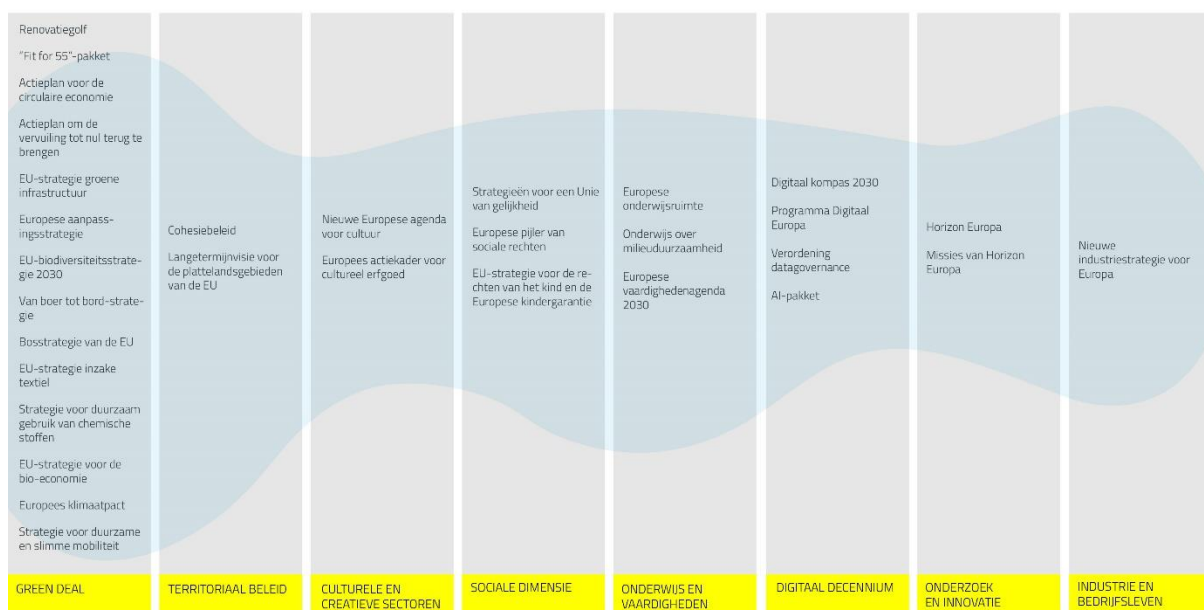 Renovatiegolf
"Fit for 55"-pakket
Actieplan voor de
circulaire economie
Actieplan om de
vervuiling tot nul terug te
brengen
EU-strategie groene
infrastructuur
Europese aanpass-
ingsstrategie
EU-biodiversiteitsstrate-
gie 2030
Van boer tot bord-strate-
gie
Bosstrategie van de EU
EU-strategie inzake
textiel
Strategie voor duurzaam
gebruik van chemische
stoffen
EU-strategie voor de
bio-economie
Europees klimaatpact
Strategie voor duurzame
en slimme mobiliteit
GREEN DEAL
Cohesiebeleid
Langetermijnvisie voor
de plattelandsgebieden
van de EU
TERRITORIAAL BELEID
Nieuwe Europese agenda
voor cultuur
Europees actiekader voor
cultureel erfgoed
CULTURELE EN
CREATIEVE SECTOREN
Strategieën voor een Unie
van gelijkheid
Europese pijler van
sociale rechten
EU-strategie voor de re-
chten van het kind en de
Europese kindergarantie
SOCIALE DIMENSIE
Europese
onderwijsruimte
Onderwijs over
milieuduurzaamheid
Europese
vaardighedenagenda
2030
ONDERWIJS EN
VAARDIGHEDEN
Digitaal kompas 2030
Programma Digitaal
Europa
Verordening
datagovernance
AI-pakket
DIGITAAL DECENNIUM
Horizon Europa
Missies van Horizon
Europa
ONDERZOEK
EN INNOVATIE
Nieuwe
industriestrategie voor
Europa
INDUSTRIE EN
BEDRIJFSLEVEN